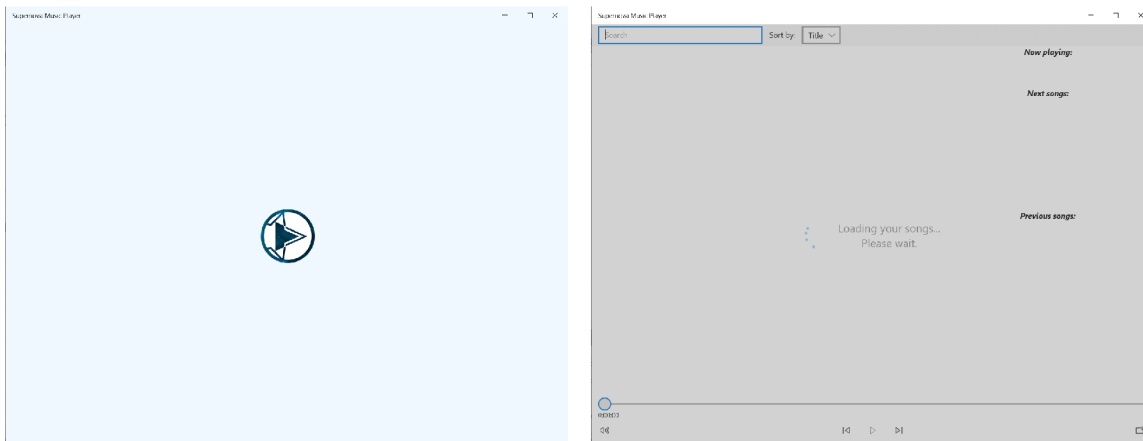 Supernova Music Player
Supernova Music Player
Search
Sort by:
Title
Now playing:
Next songs:
Previous songs:
Loading your songs...
Please wait.